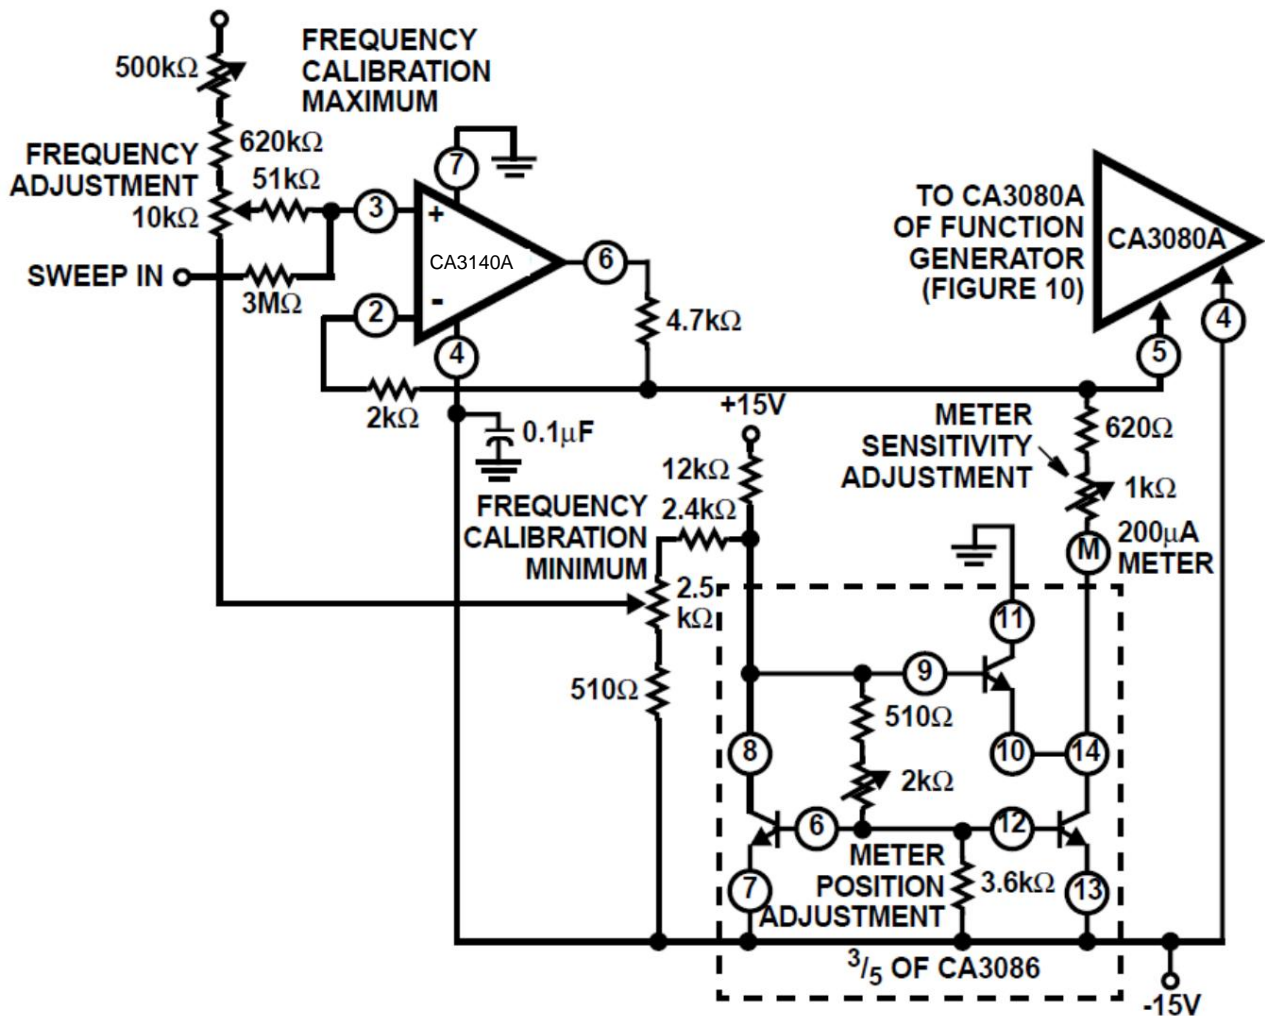 500kΩ
FREQUENCY
CALIBRATION
MAXIMUM
620kΩ
FREQUENCY
ADJUSTMENT
51kΩ
10kΩ
SWEEP IN
3MΩ
7
3
+
CA3140A
6
2
-
4
4.7kΩ
2kΩ
0.1μF
TO CA3080A
OF FUNCTION
GENERATOR
(FIGURE 10)
CA3080A
4
5
+15V
12kΩ
2.4kΩ
FREQUENCY
CALIBRATION
MINIMUM
2.5
kΩ
510Ω
METER
SENSITIVITY
ADJUSTMENT
620Ω
1kΩ
M
200μA
METER
11
9
510Ω
8
10
14
2kΩ
6
12
METER
POSITION
ADJUSTMENT
7
3.6kΩ
13
3/5 OF CA3086
-15V